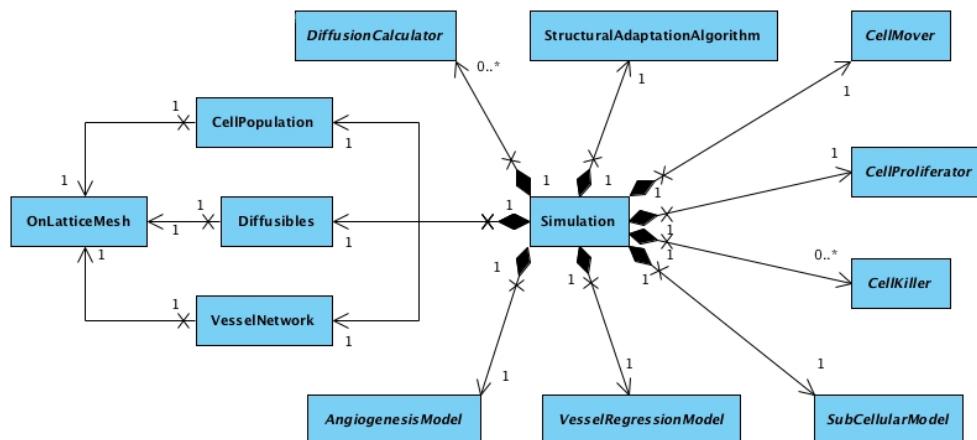 DiffusionCalculator
StructuralAdaptationAlgorithm
CellMover
0..*
1
1
1
CellPopulation
1
1
1
1
1
1
CellProliferator
1
1
1
OnLatticeMesh
1
1
Diffusibles
1
1
Simulation
1
1
1
1
1
1
0..*
CellKiller
1
VesselNetwork
1
1
1
1
1
AngiogenesisModel
VesselRegressionModel
SubCellularModel